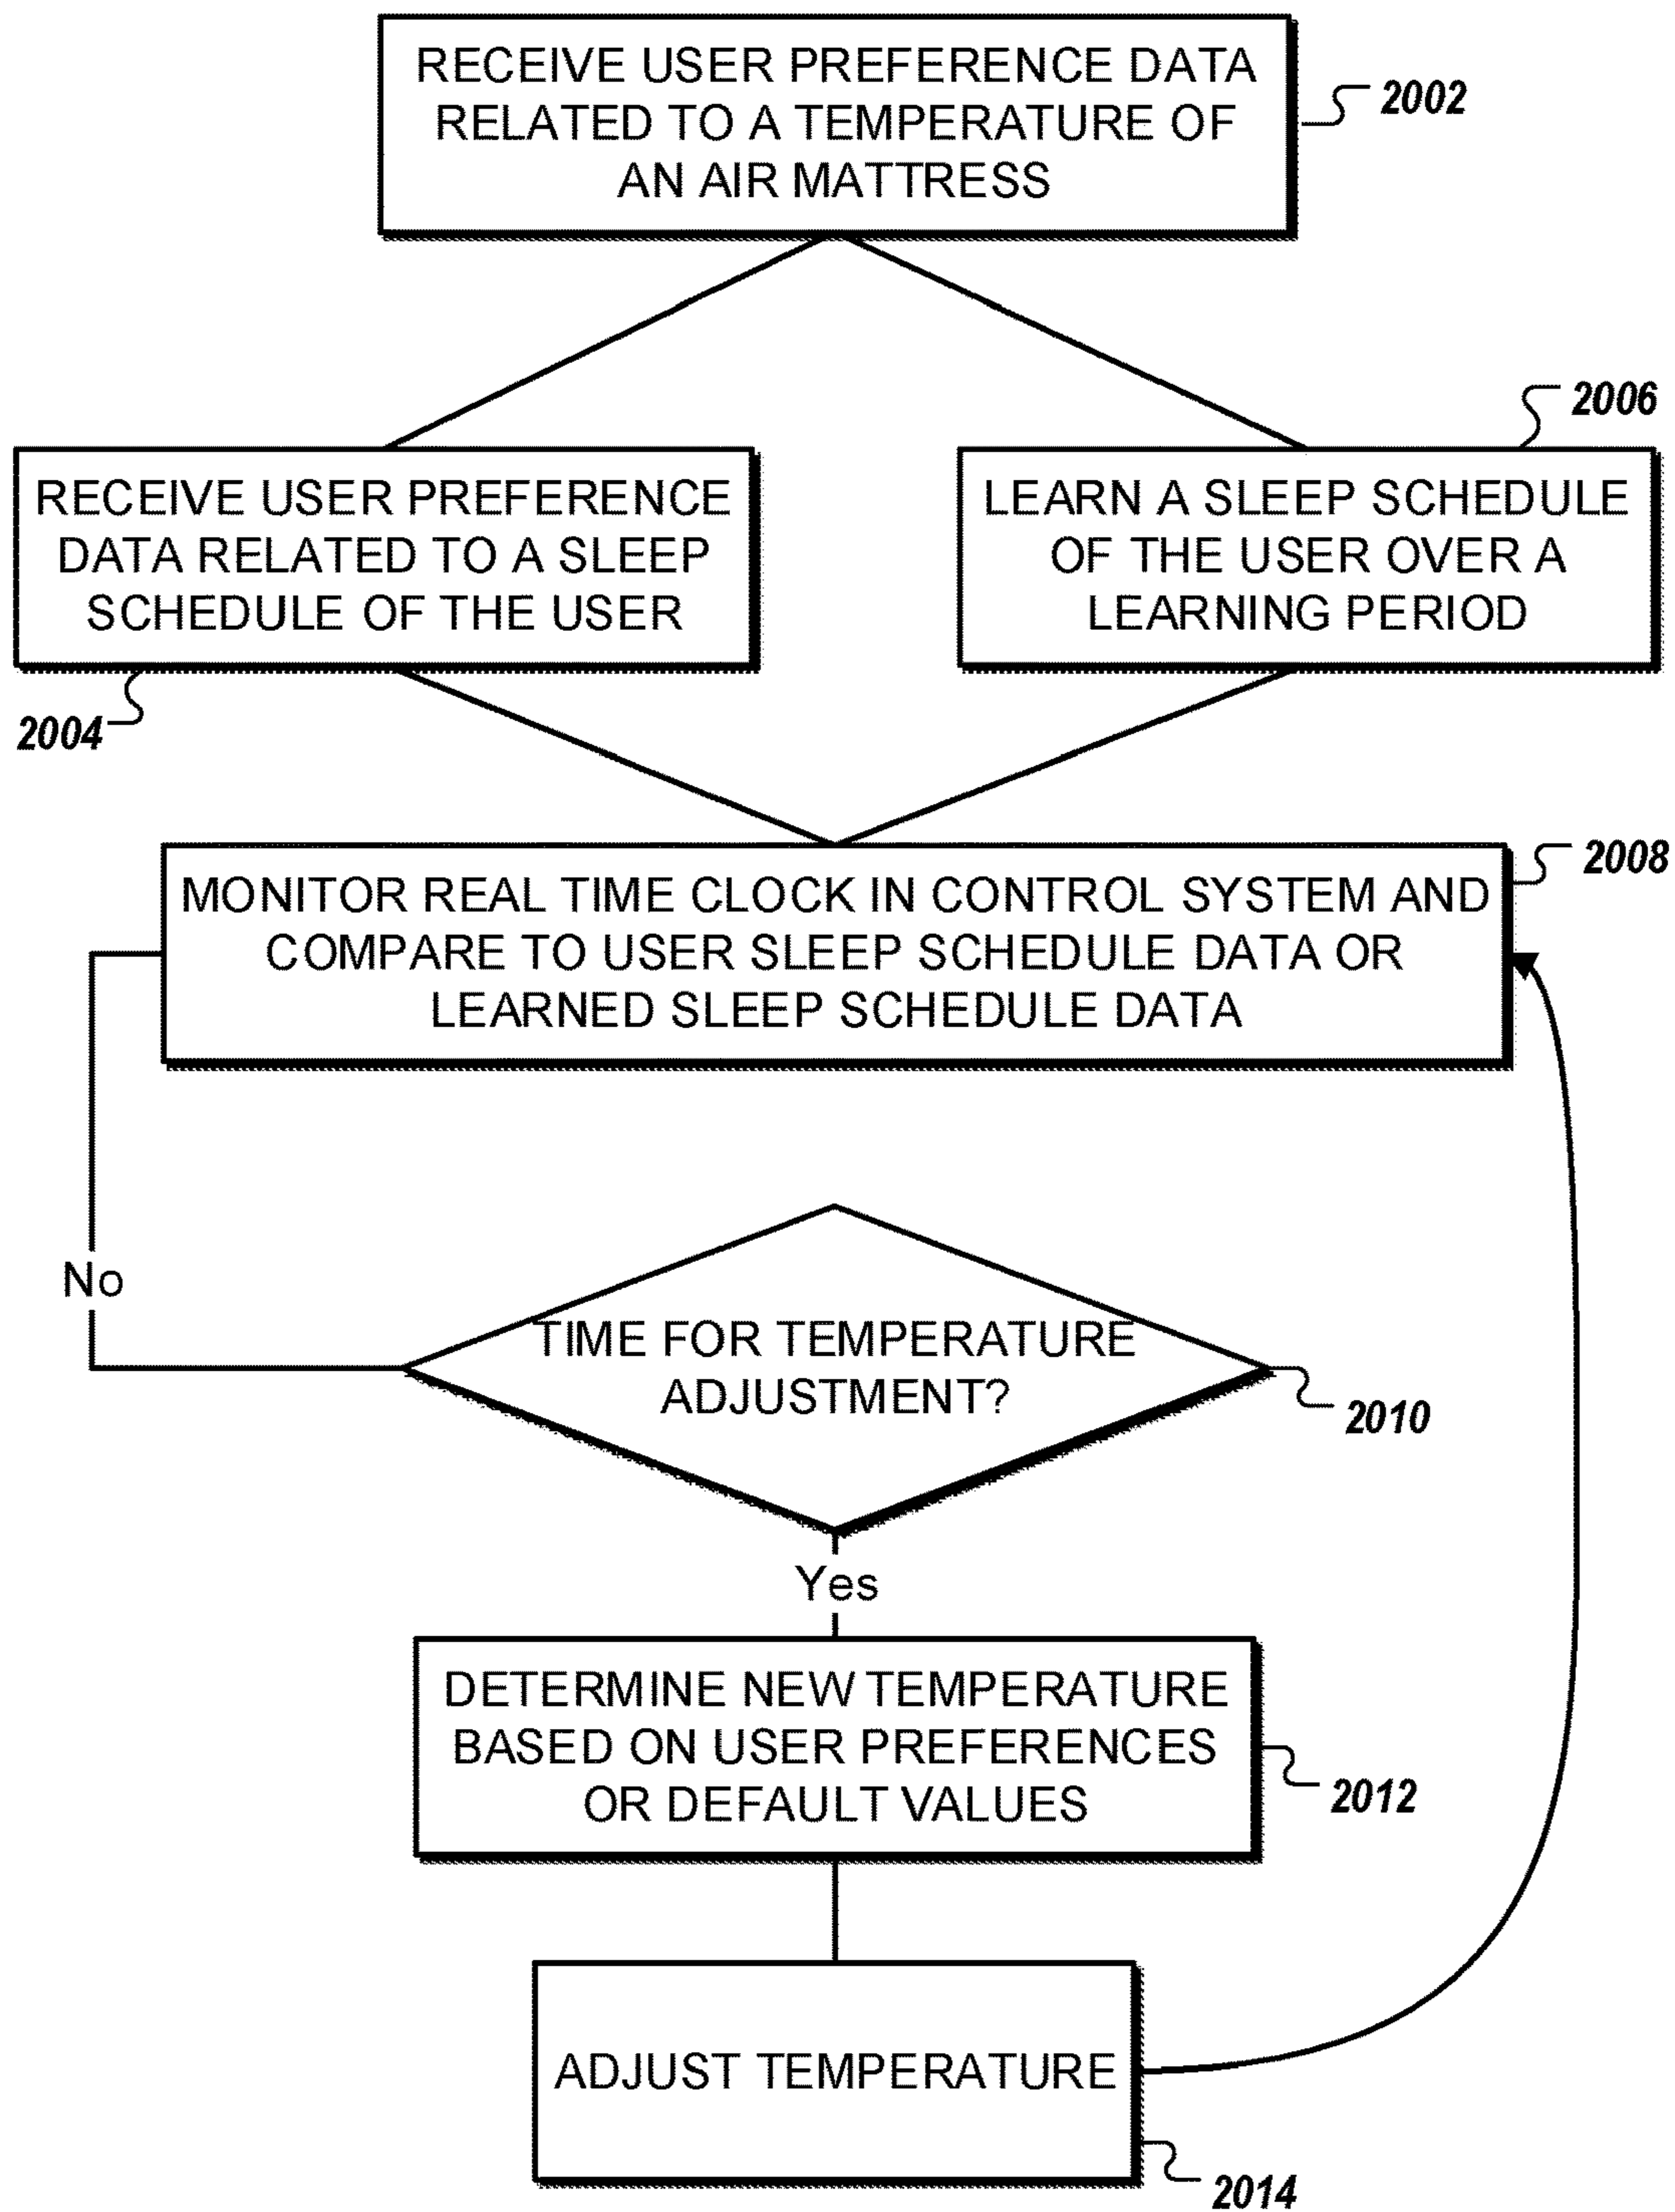 RECEIVE USER PREFERENCE DATA
RELATED TO A TEMPERATURE OF
AN AIR MATTRESS
2002
2006
RECEIVE USER PREFERENCE
DATA RELATED TO A SLEEP
SCHEDULE OF THE USER
LEARN A SLEEP SCHEDULE
OF THE USER OVER A
LEARNING PERIOD
2004
2008
MONITOR REAL TIME CLOCK IN CONTROL SYSTEM AND
COMPARE TO USER SLEEP SCHEDULE DATA OR
LEARNED SLEEP SCHEDULE DATA
No
TIME FOR TEMPERATURE
ADJUSTMENT?
2010
Yes
DETERMINE NEW TEMPERATURE
BASED ON USER PREFERENCES
OR DEFAULT VALUES
2012
ADJUST TEMPERATURE
2014